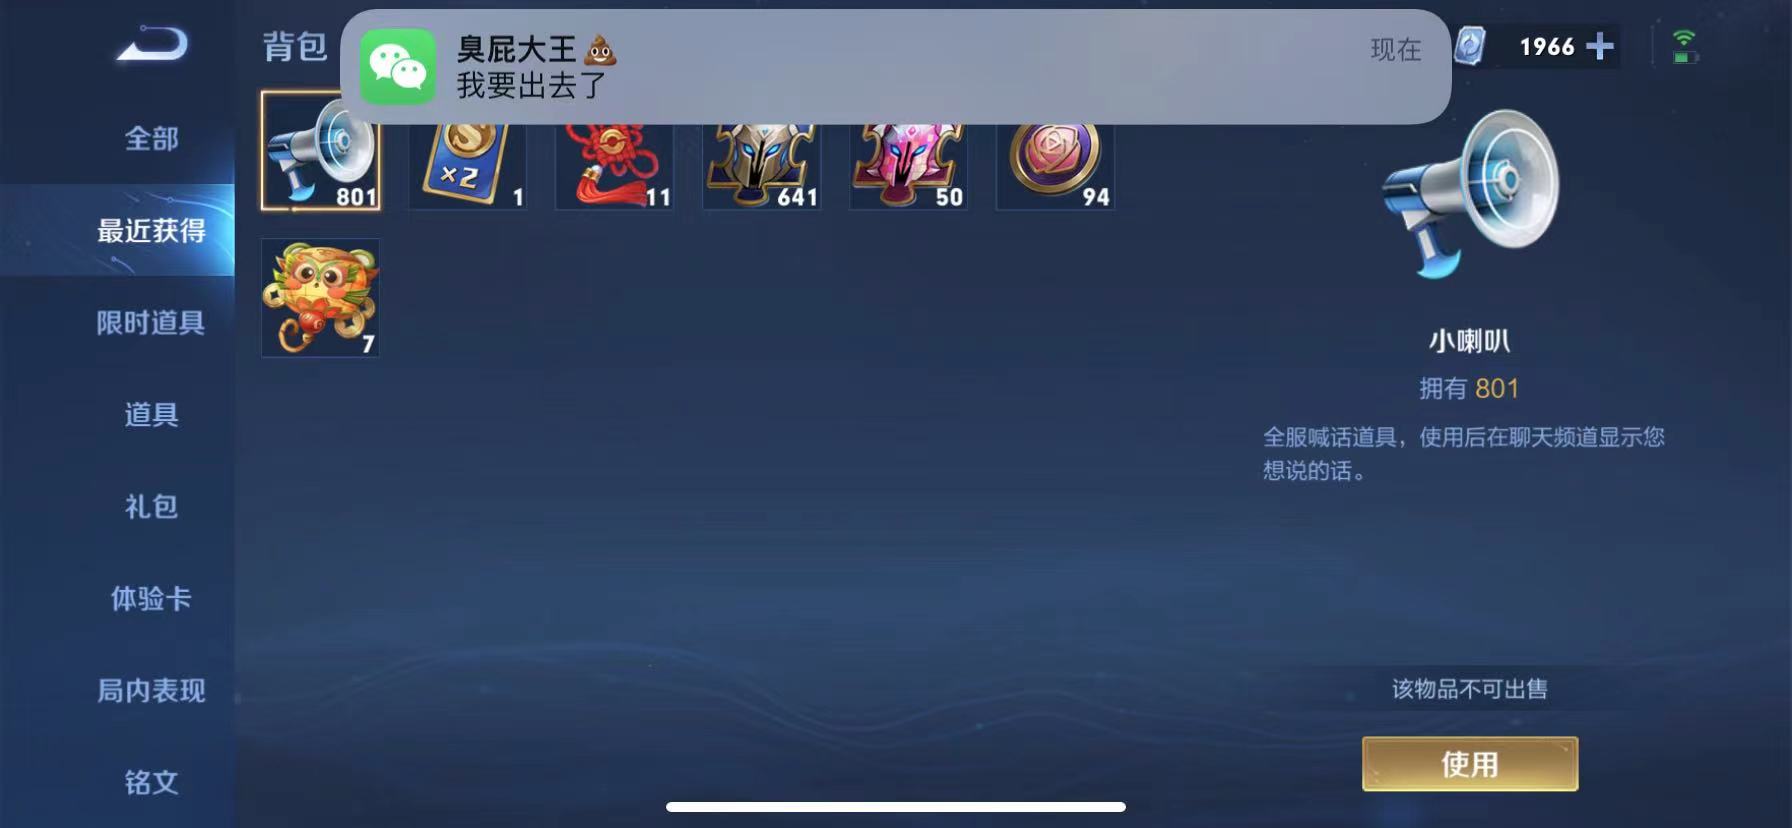 背包
臭屁大王💩
现在
我要出去了
1966
全部
最近获得
限时道具
道具
礼包
体验卡
局内表现
铭文
801
×2
1
11
641
50
94
7
小喇叭
拥有 801
全服喊话道具，使用后在聊天频道显示您
想说的话。
该物品不可出售
使用